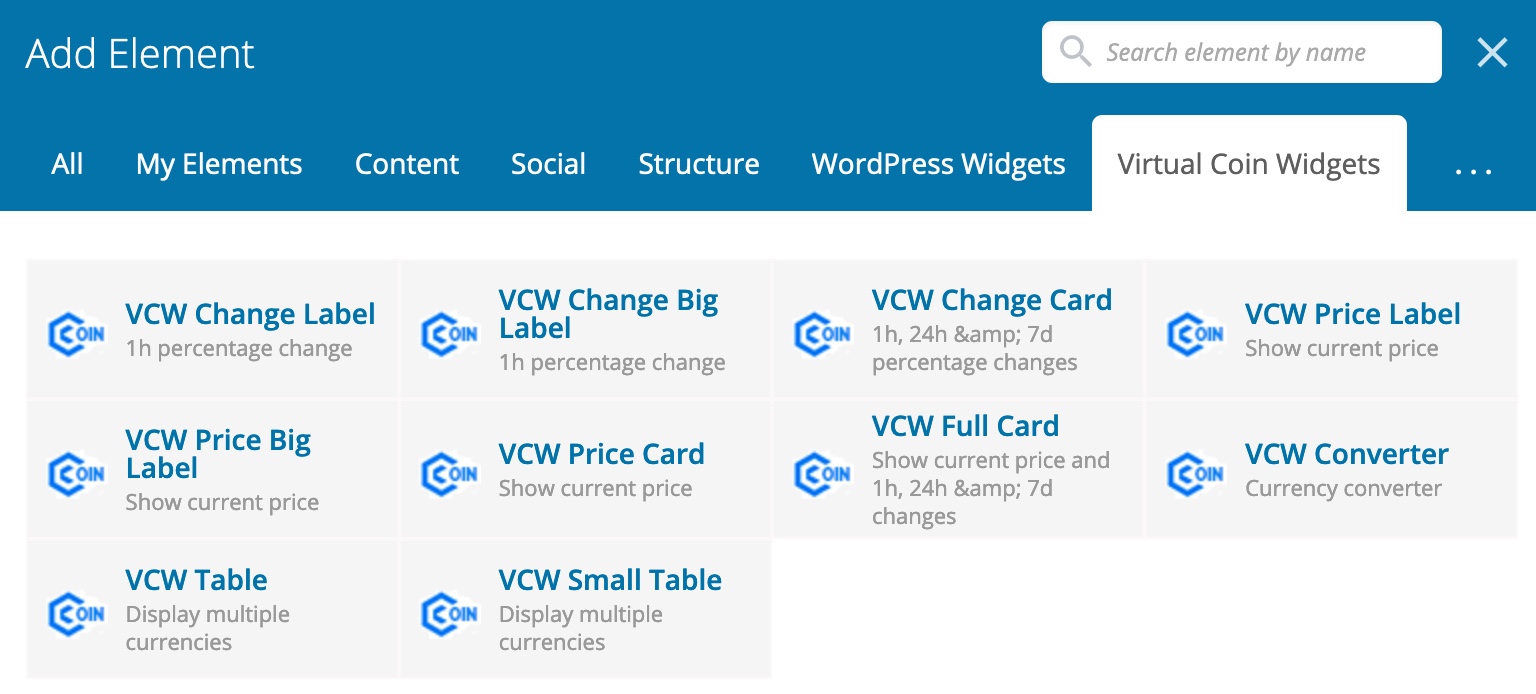 Add Element
Search element by name
All My Elements Content Social Structure WordPress Widgets Virtual Coin Widgets ...
COIN
VCW Change Label
1h percentage change
COIN
VCW Change Big
Label
1h percentage change
COIN
VCW Change Card
1h, 24h &amp; 7d
percentage changes
COIN
VCW Price Label
Show current price
COIN
VCW Price Big
Label
Show current price
COIN
VCW Price Card
Show current price
COIN
VCW Full Card
Show current price and
1h, 24h &amp; 7d
changes
COIN
VCW Converter
Currency converter
COIN
VCW Table
Display multiple
currencies
COIN
VCW Small Table
Display multiple
currencies